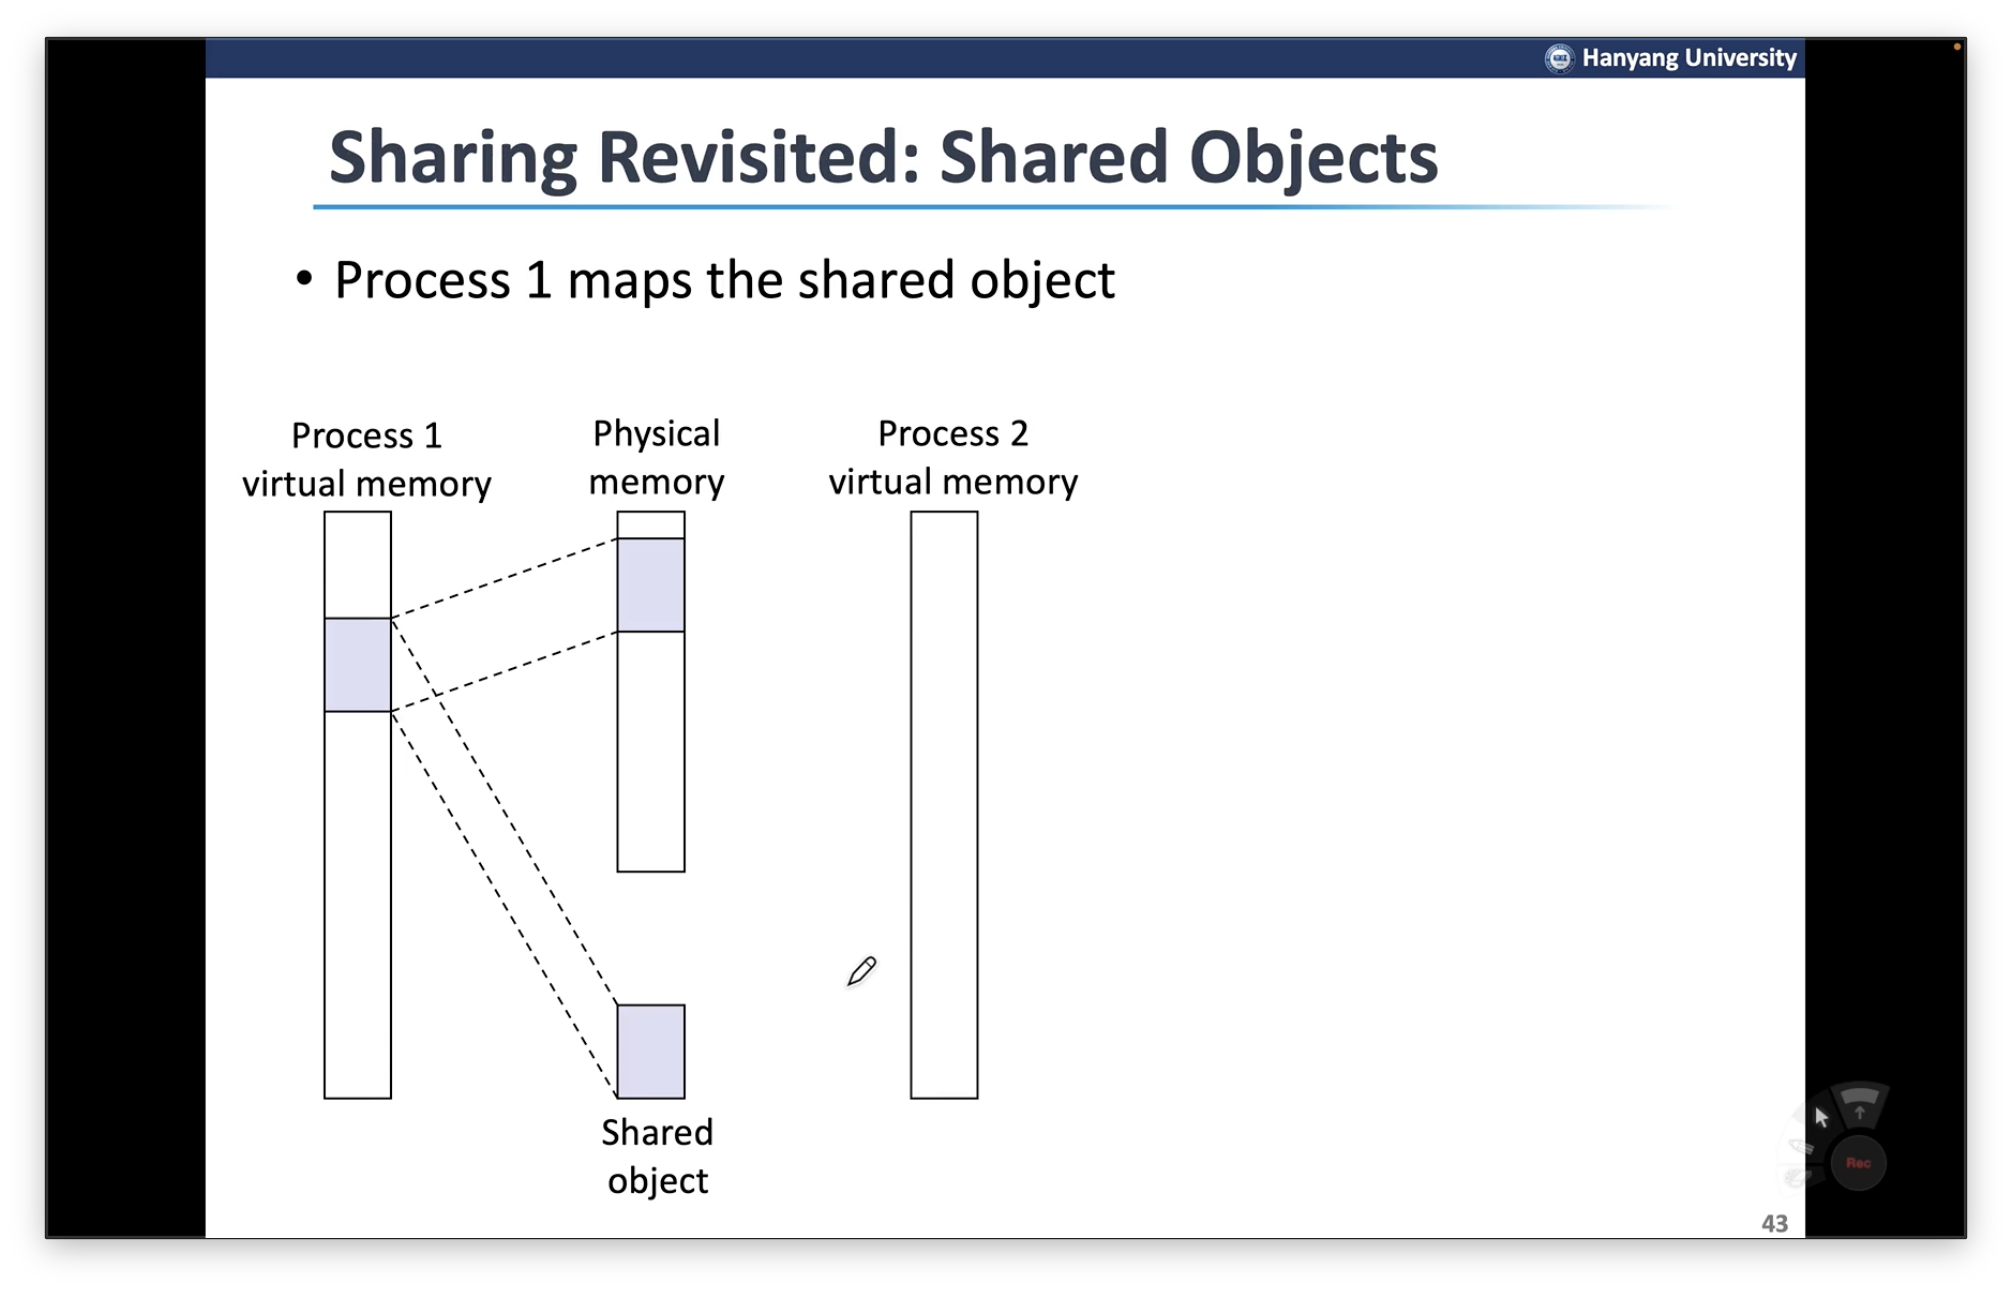 Hanyang University
Sharing Revisited: Shared Objects
• Process 1 maps the shared object
Process 1
virtual memory
Physical
memory
Process 2
virtual memory
Shared
object
Rec
43